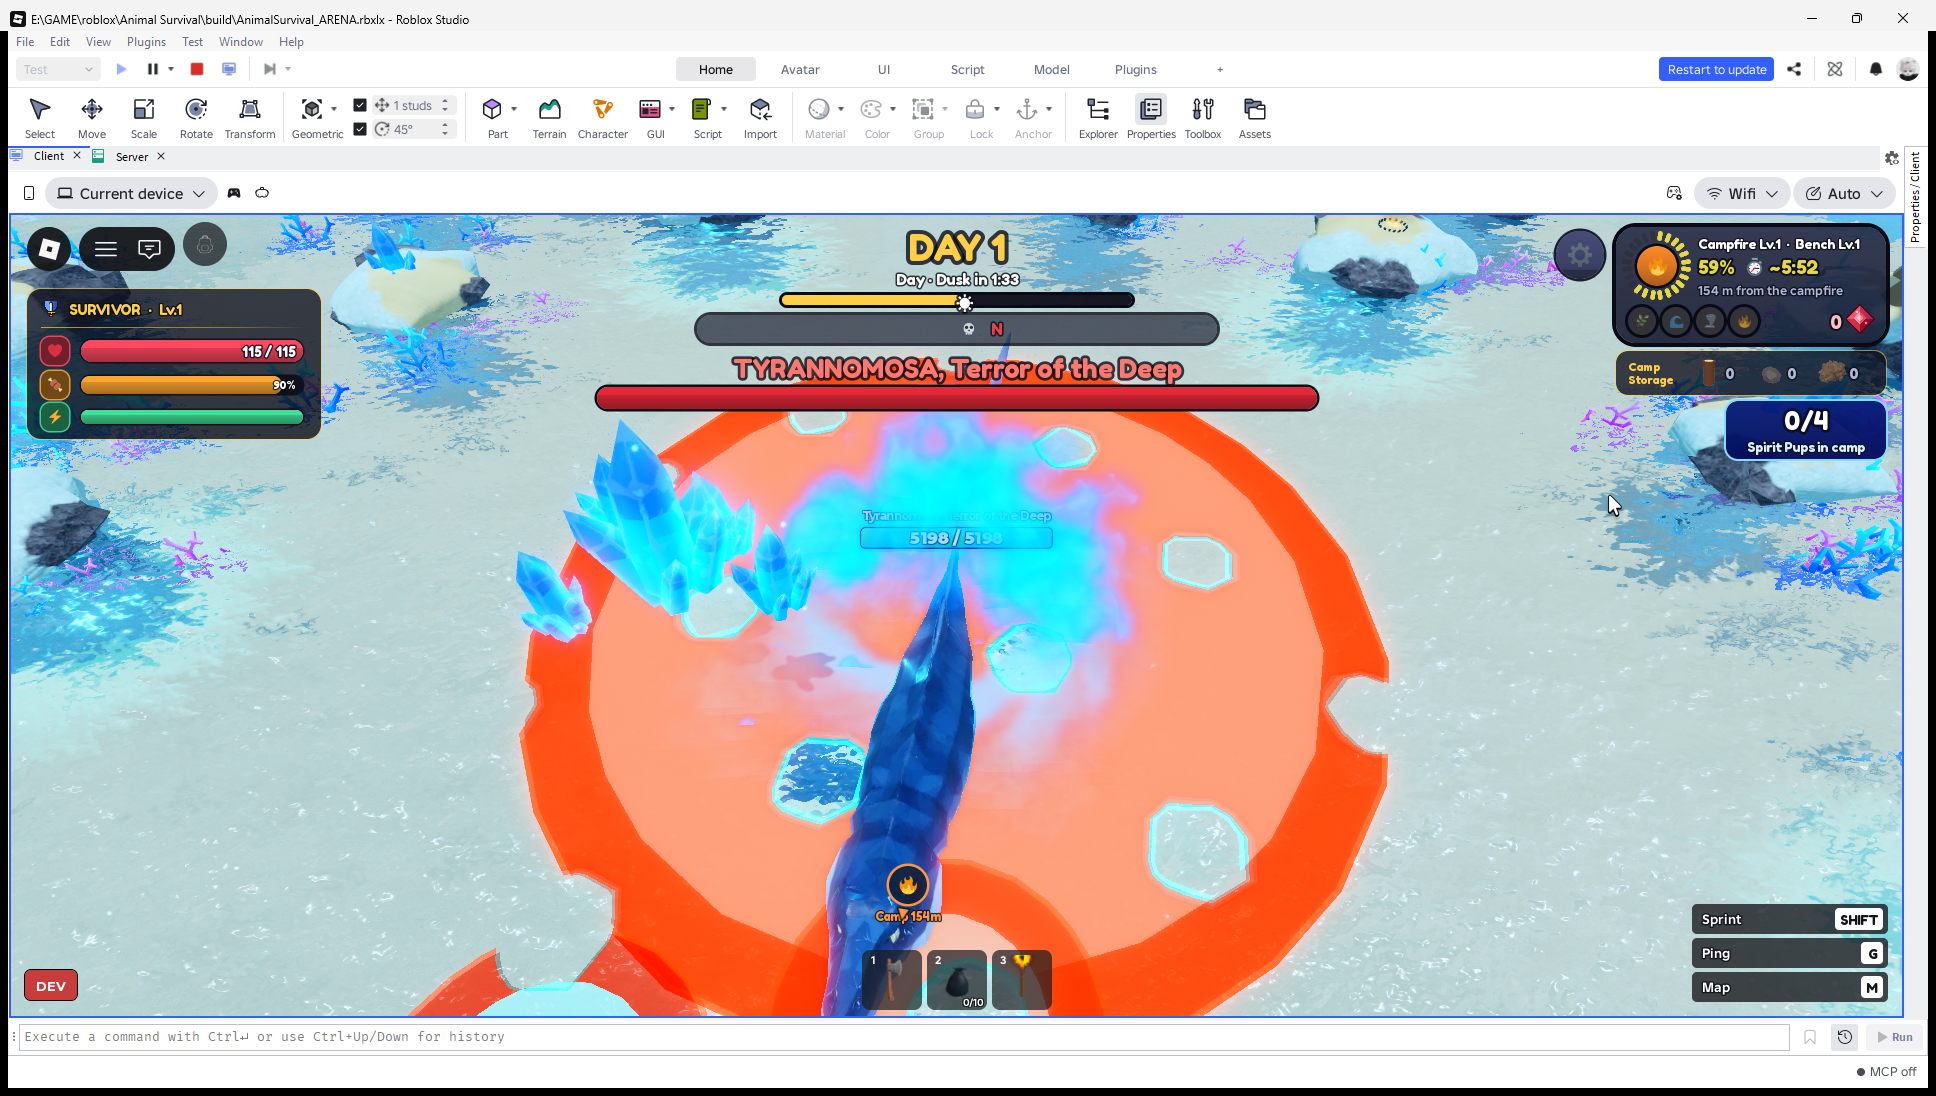 E:\GAME\roblox\Animal Survival\build\AnimalSurvival_ARENA.rbxlx - Roblox Studio
File Edit View Plugins Test Window Help
Test
Home Avatar UI Script Model Plugins +
Restart to update
Select Move Scale Rotate Transform Geometric
1 studs
45°
Part Terrain Character GUI Script Import Material Color Group Lock Anchor Explorer Properties Toolbox Assets
Client Server
Properties / Client
Current device
Wifi Auto
DAY 1
Day · Dusk in 1:33
N
TYRANNOMOSA, Terror of the Deep
SURVIVOR · Lv.1
115 / 115
90%
Campfire Lv.1 · Bench Lv.1
59% ~5:52
154 m from the campfire
0
Camp Storage 0 0 0
0/4
Spirit Pups in camp
of the Deep
5198 / 5198
Camp 154m
1 2 3
0/10
Sprint SHIFT
Ping G
Map M
DEV
Execute a command with Ctrl+↵ or use Ctrl+Up/Down for history
Run
MCP off